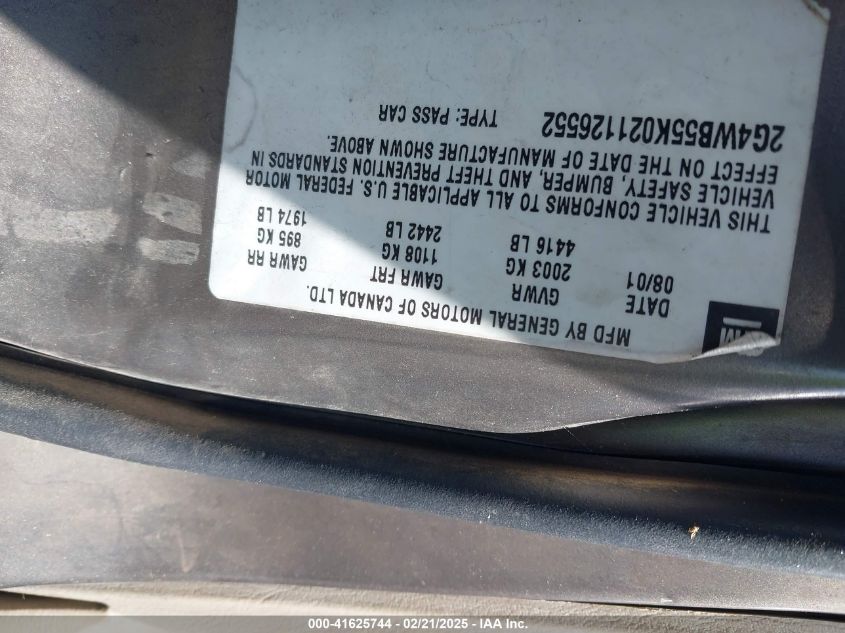 MFD BY GENERAL MOTORS OF CANADA LTD.
DATE GVWR GAWR FRT GAWR RR
08/01 2003 KG 1108 KG 895 KG
4416 LB 2442 LB 1974 LB
THIS VEHICLE CONFORMS TO ALL APPLICABLE U.S. FEDERAL MOTOR
VEHICLE SAFETY, BUMPER, AND THEFT PREVENTION STANDARDS IN
EFFECT ON THE DATE OF MANUFACTURE SHOWN ABOVE.
2G4WB55K021126552 TYPE: PASS CAR
000-41625744 - 02/21/2025 - IAA Inc.